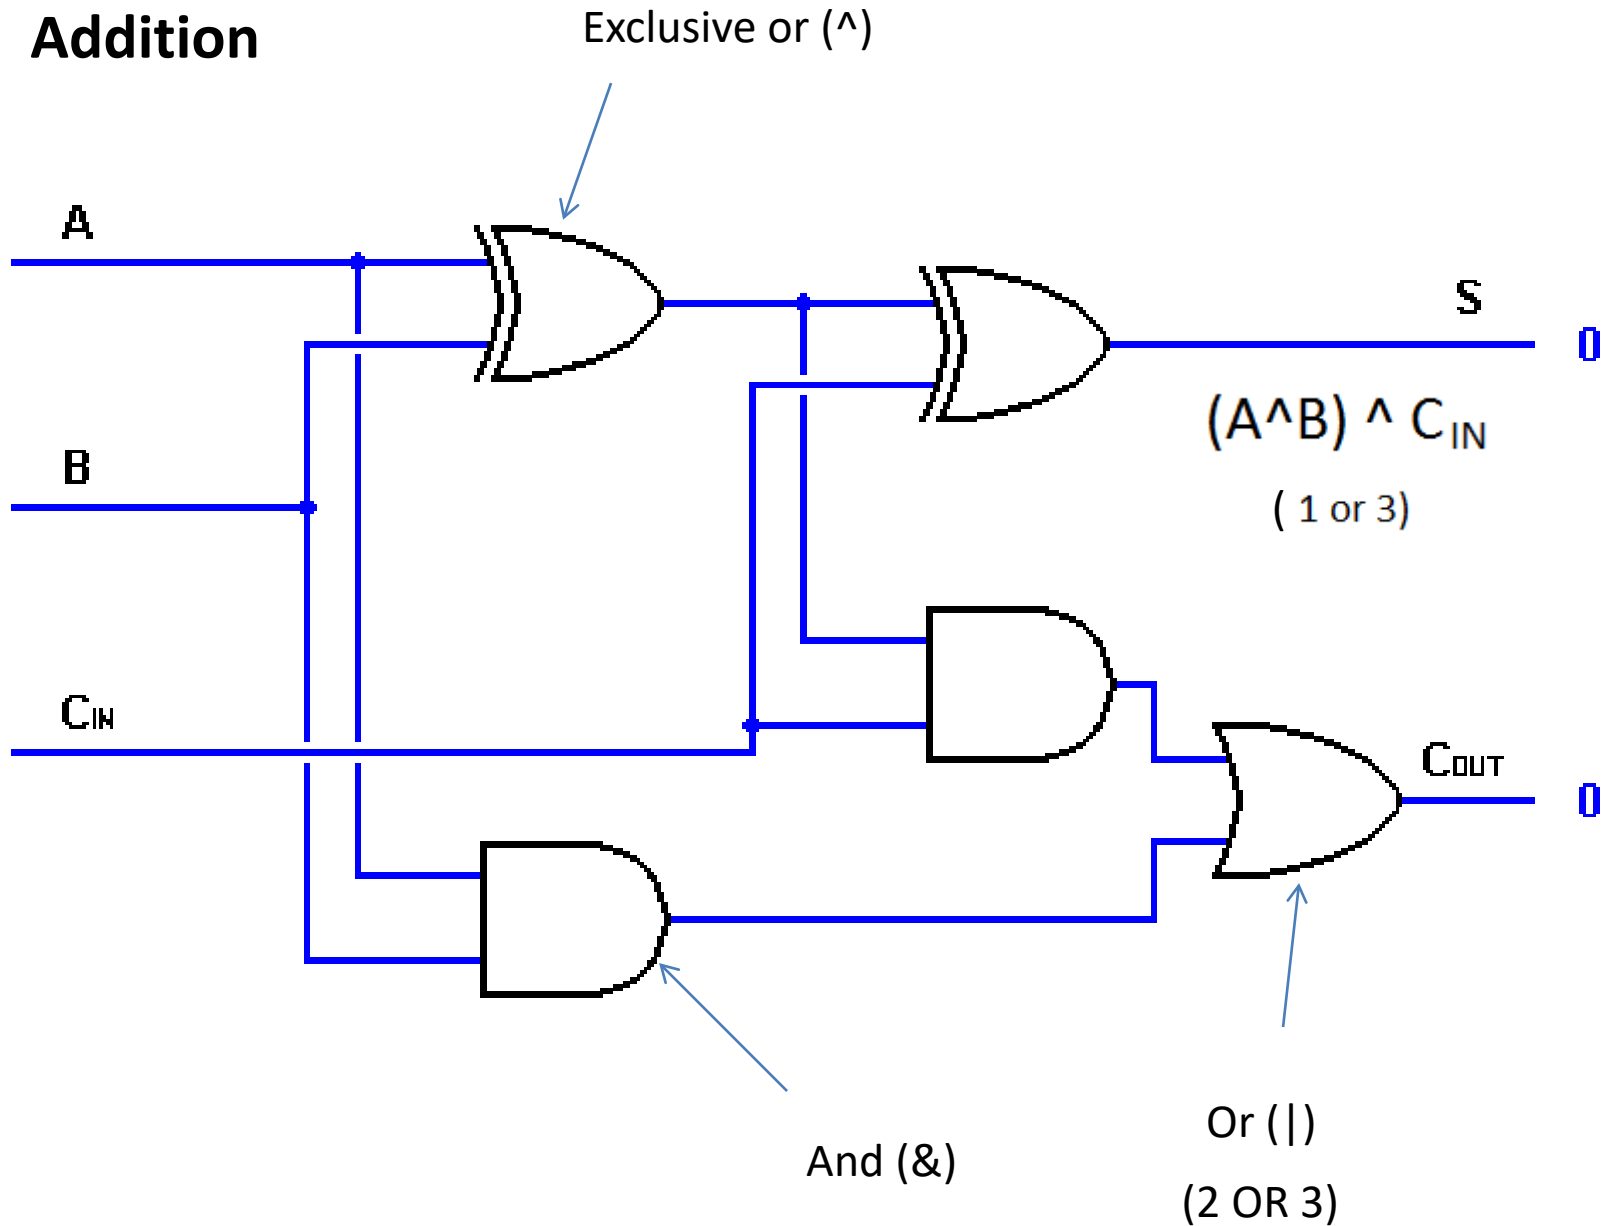 Addition
Exclusive or (^)
A
S
0
(A^B) ^ CIN
B
( 1 or 3)
CIN
COUT
0
Or (|)
And (&)
(2 OR 3)